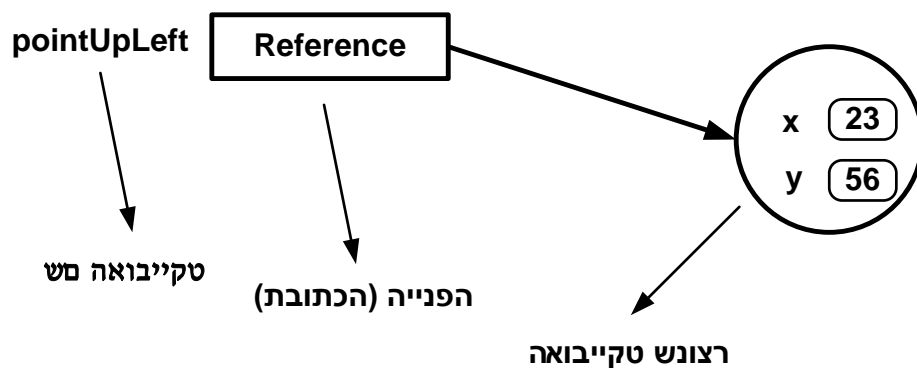 pointUpLeft
Reference
x 23
y 56
טקייבואה םש
הפנייה (הכתובת)
רצונש טקייבואה